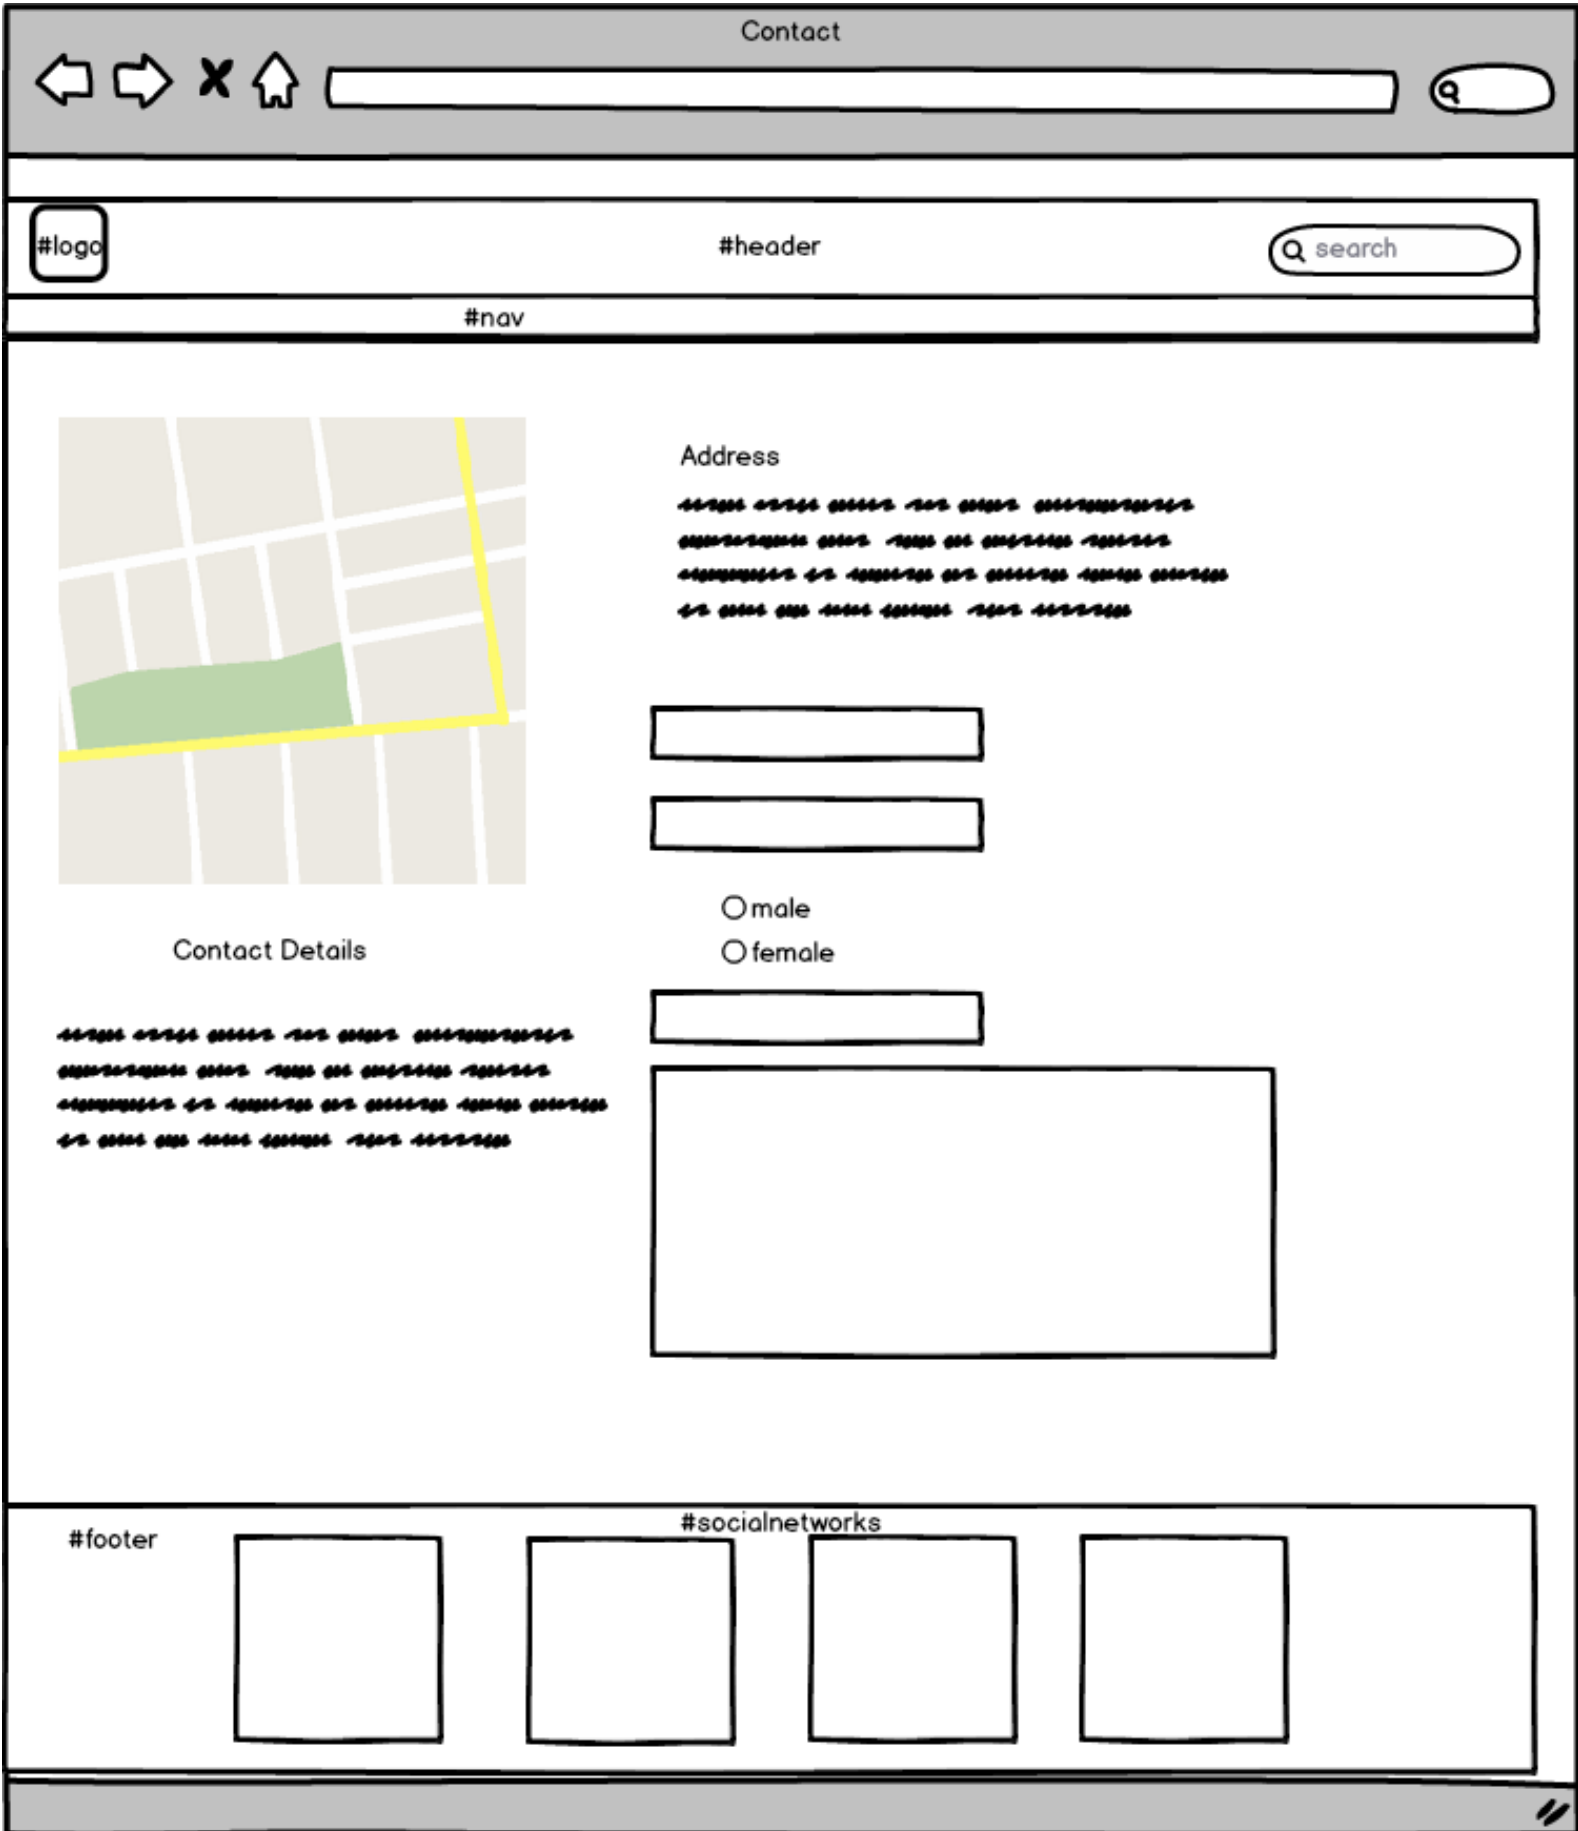 Contact
#logo
#header
search
#nav
Address
male
female
Contact Details
#socialnetworks
#footer